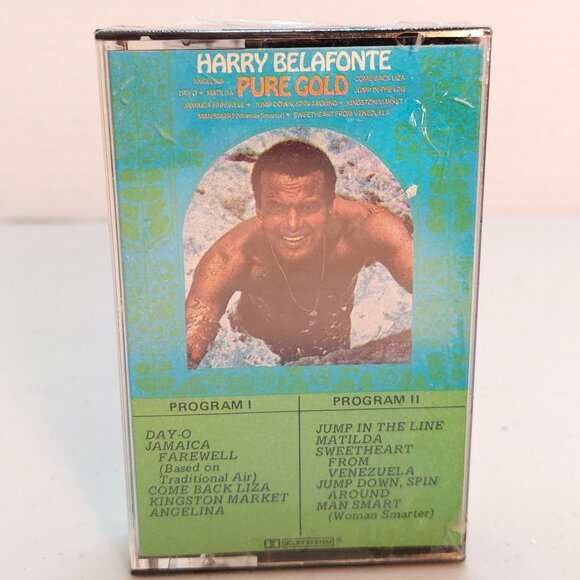 HARRY BELAFONTE
ANGELINA • PURE GOLD COME BACK LIZA
DAY O • MATILDA JUMP IN THE LINE
JAMAICA FAREWELL • JUMP DOWN, SPIN AROUND • KINGSTON MARKET
MAN SMART (Woman Smarter) • SWEETHEART FROM VENEZUELA
PROGRAM I
DAY-O
JAMAICA
FAREWELL
(Based on
Traditional Air)
COME BACK LIZA
KINGSTON MARKET
ANGELINA
PROGRAM II
JUMP IN THE LINE
MATILDA
SWEETHEART
FROM
VENEZUELA
JUMP DOWN, SPIN
AROUND
MAN SMART
(Woman Smarter)
DOLBY SYSTEM®